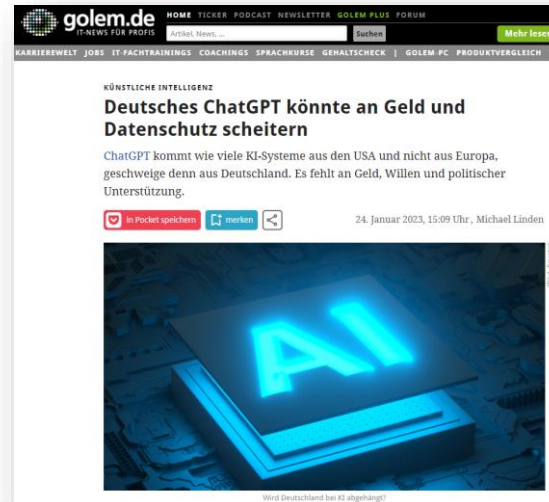 golem.de
IT-NEWS FÜR PROFIS
HOME TICKER PODCAST NEWSLETTER GOLEM PLUS FORUM
Artikel, News, ...
Suchen
Mehr lesen
KARRIEREWELT JOBS IT-FACHTRAININGS COACHINGS SPRACHKURSE GEHALTSCHECK | GOLEM-PC PRODUKTVERGLEICH
KÜNSTLICHE INTELLIGENZ
Deutsches ChatGPT könnte an Geld und
Datenschutz scheitern
ChatGPT kommt wie viele KI-Systeme aus den USA und nicht aus Europa,
geschweige denn aus Deutschland. Es fehlt an Geld, Willen und politischer
Unterstützung.
in Pocket speichern
merken
24. Januar 2023, 15:09 Uhr, Michael Linden
AI
Wird Deutschland bei KI abgehängt?